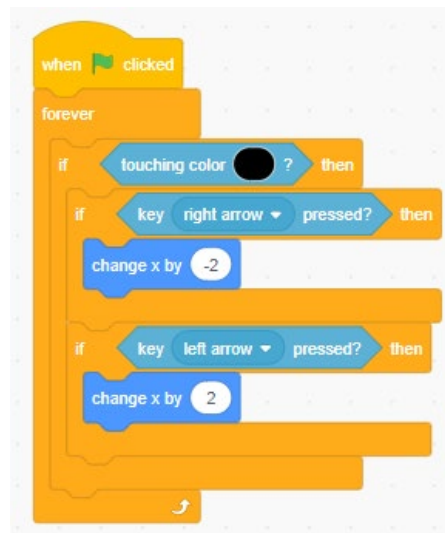 when clicked
forever
if touching color ? then
if key right arrow pressed? then
change x by -2
if key left arrow pressed? then
change x by 2